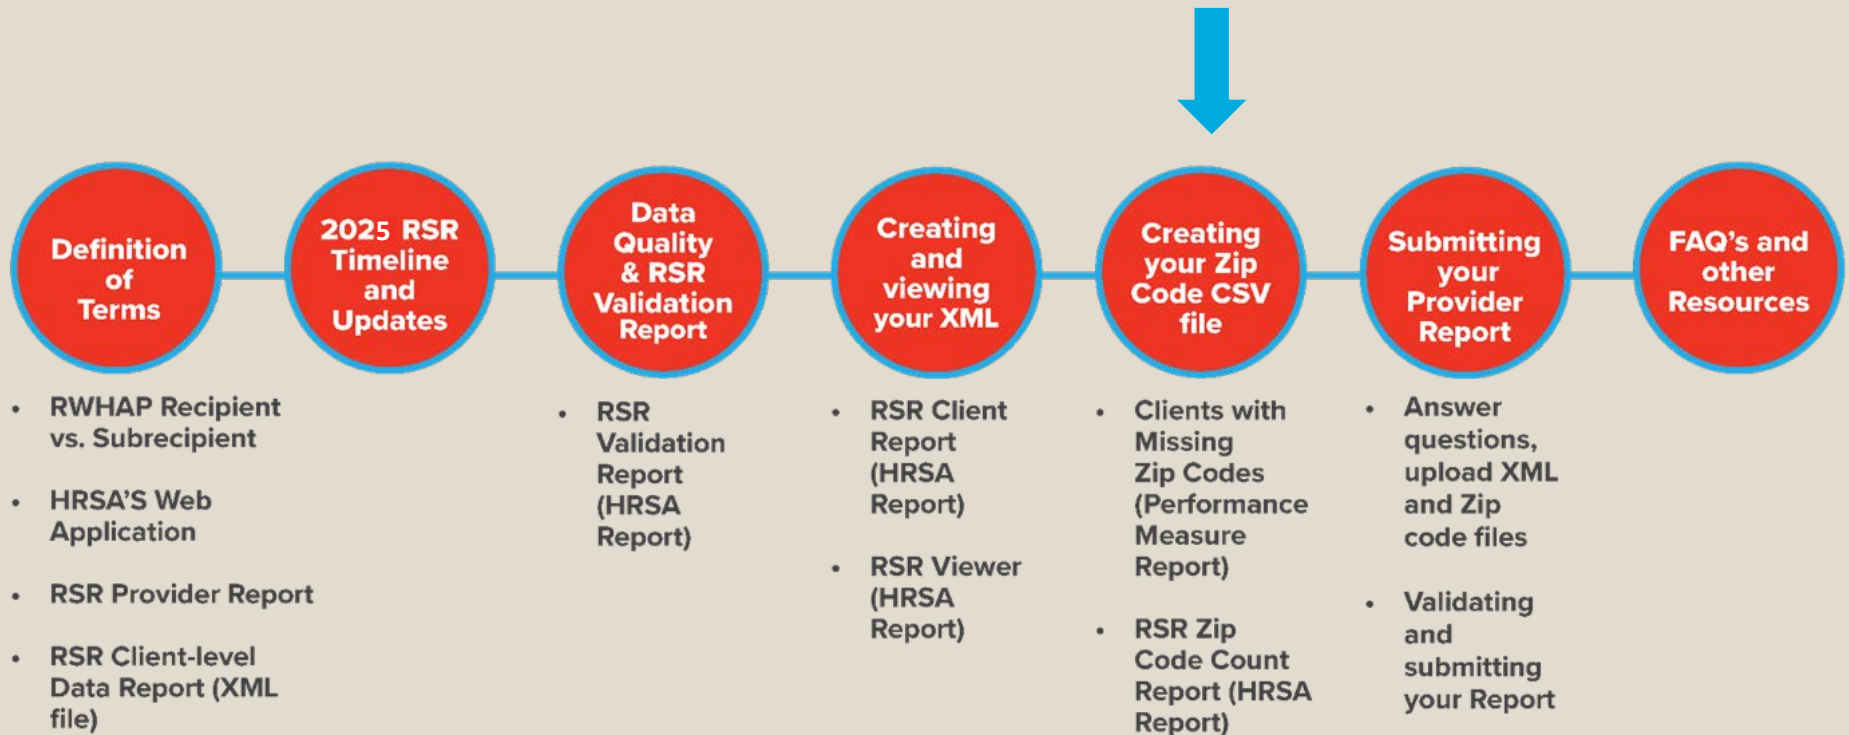 Definition
of
Terms
2025 RSR
Timeline
and
Updates
Data
Quality
& RSR
Validation
Report
Creating
and
viewing
your XML
Creating
your Zip
Code CSV
file
Submitting
your
Provider
Report
FAQ's and
other
Resources
• RWHAP Recipient
vs. Subrecipient
• HRSA'S Web
Application
• RSR Provider Report
• RSR Client-level
Data Report (XML
file)
• RSR
Validation
Report
(HRSA
Report)
• RSR Client
Report
(HRSA
Report)
• RSR Viewer
(HRSA
Report)
• Clients with
Missing
Zip Codes
(Performance
Measure
Report)
• RSR Zip
Code Count
Report (HRSA
Report)
• Answer
questions,
upload XML
and Zip
code files
• Validating
and
submitting
your Report